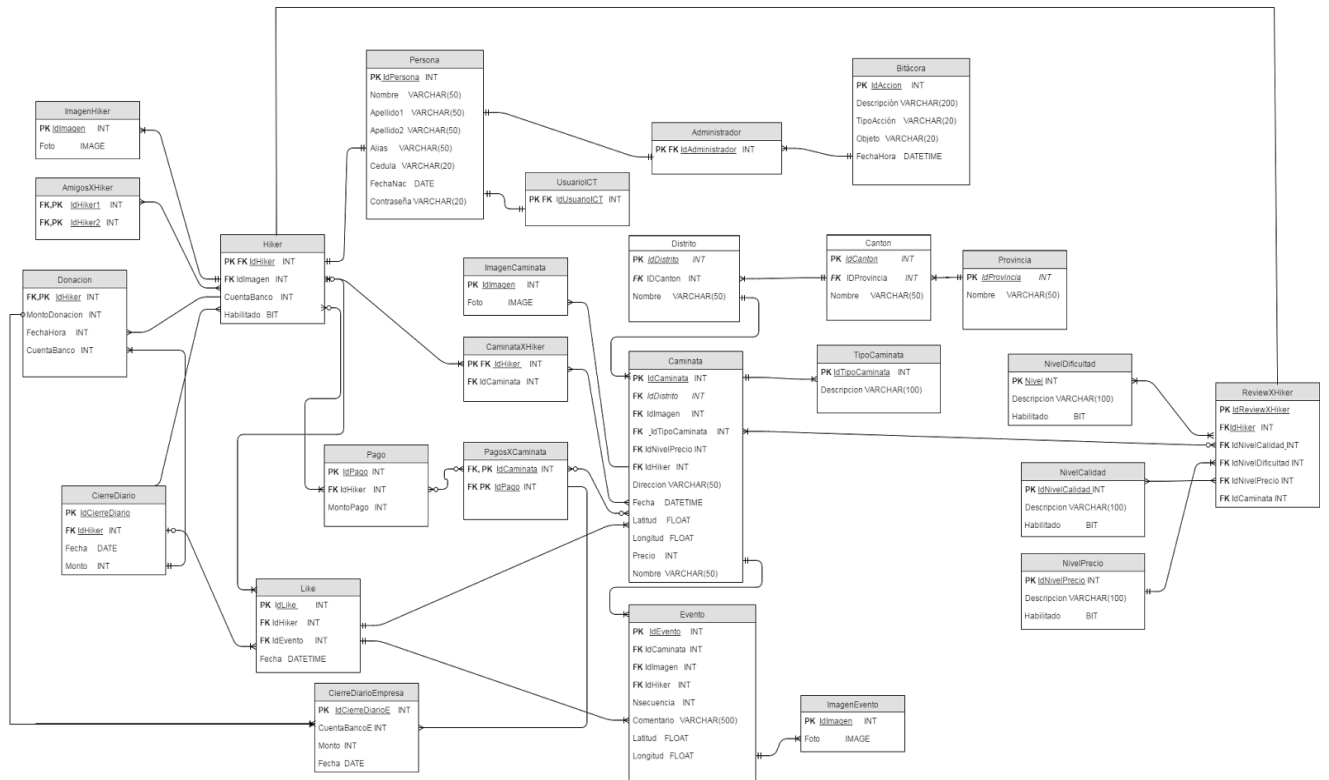 Persona
PK IdPersona INT
Nombre VARCHAR(50)
Apellido1 VARCHAR(50)
Apellido2 VARCHAR(50)
Alias VARCHAR(50)
Cedula VARCHAR(20)
FechaNac DATE
Contraseña VARCHAR(20)
Bitácora
PK IdAccion INT
Descripción VARCHAR(200)
TipoAcción VARCHAR(20)
Objeto VARCHAR(20)
FechaHora DATETIME
ImagenHiker
PK IdImagen INT
Foto IMAGE
Administrador
PK FK IdAdministrador INT
AmigosXHiker
FK,PK IdHiker1 INT
FK,PK IdHiker2 INT
UsuarioICT
PK FK IdUsuarioICT INT
Hiker
PK FK IdHiker INT
FK IdImagen INT
CuentaBanco INT
Habilitado BIT
Distrito
PK IdDistrito INT
FK IDCanton INT
Nombre VARCHAR(50)
Canton
PK IdCanton INT
FK IDProvincia INT
Nombre VARCHAR(50)
Provincia
PK IdProvincia INT
Nombre VARCHAR(50)
Donacion
FK,PK IdHiker INT
MontoDonacion INT
FechaHora INT
CuentaBanco INT
ImagenCaminata
PK IdImagen INT
Foto IMAGE
CaminataXHiker
PK FK IdHiker INT
FK IdCaminata INT
Caminata
PK IdCaminata INT
FK IdDistrito INT
FK IdImagen INT
FK _IdTipoCaminata INT
FK IdNivelPrecio INT
FK IdHiker INT
Direccion VARCHAR(50)
Fecha DATETIME
Latitud FLOAT
Longitud FLOAT
Precio INT
Nombre VARCHAR(50)
TipoCaminata
PK IdTipoCaminata INT
Descripcion VARCHAR(100)
NivelDificultad
PK Nivel INT
Descripcion VARCHAR(100)
Habilitado BIT
ReviewXHiker
PK IdReviewXHiker
FKIdHiker INT
FK IdNivelCalidad INT
FK IdNivelDificultad INT
FK IdNivelPrecio INT
FK IdCaminata INT
Pago
PK IdPago INT
FK IdHiker INT
MontoPago INT
PagosXCaminata
FK, PK IdCaminata INT
FK PK IdPago INT
NivelCalidad
PK IdNivelCalidad INT
Descripcion VARCHAR(100)
Habilitado BIT
CierreDiario
PK IdCierreDiario
FK IdHiker INT
Fecha DATE
Monto INT
NivelPrecio
PK IdNivelPrecio INT
Descripcion VARCHAR(100)
Habilitado BIT
Like
PK IdLike INT
FK IdHiker INT
FK IdEvento INT
Fecha DATETIME
Evento
PK IdEvento INT
FK IdCaminata INT
FK IdImagen INT
FK IdHiker INT
Nsecuencia INT
Comentario VARCHAR(500)
Latitud FLOAT
Longitud FLOAT
CierreDiarioEmpresa
PK IdCierreDiarioE INT
CuentaBancoE INT
Monto INT
Fecha DATE
ImagenEvento
PK IdImagen INT
Foto IMAGE